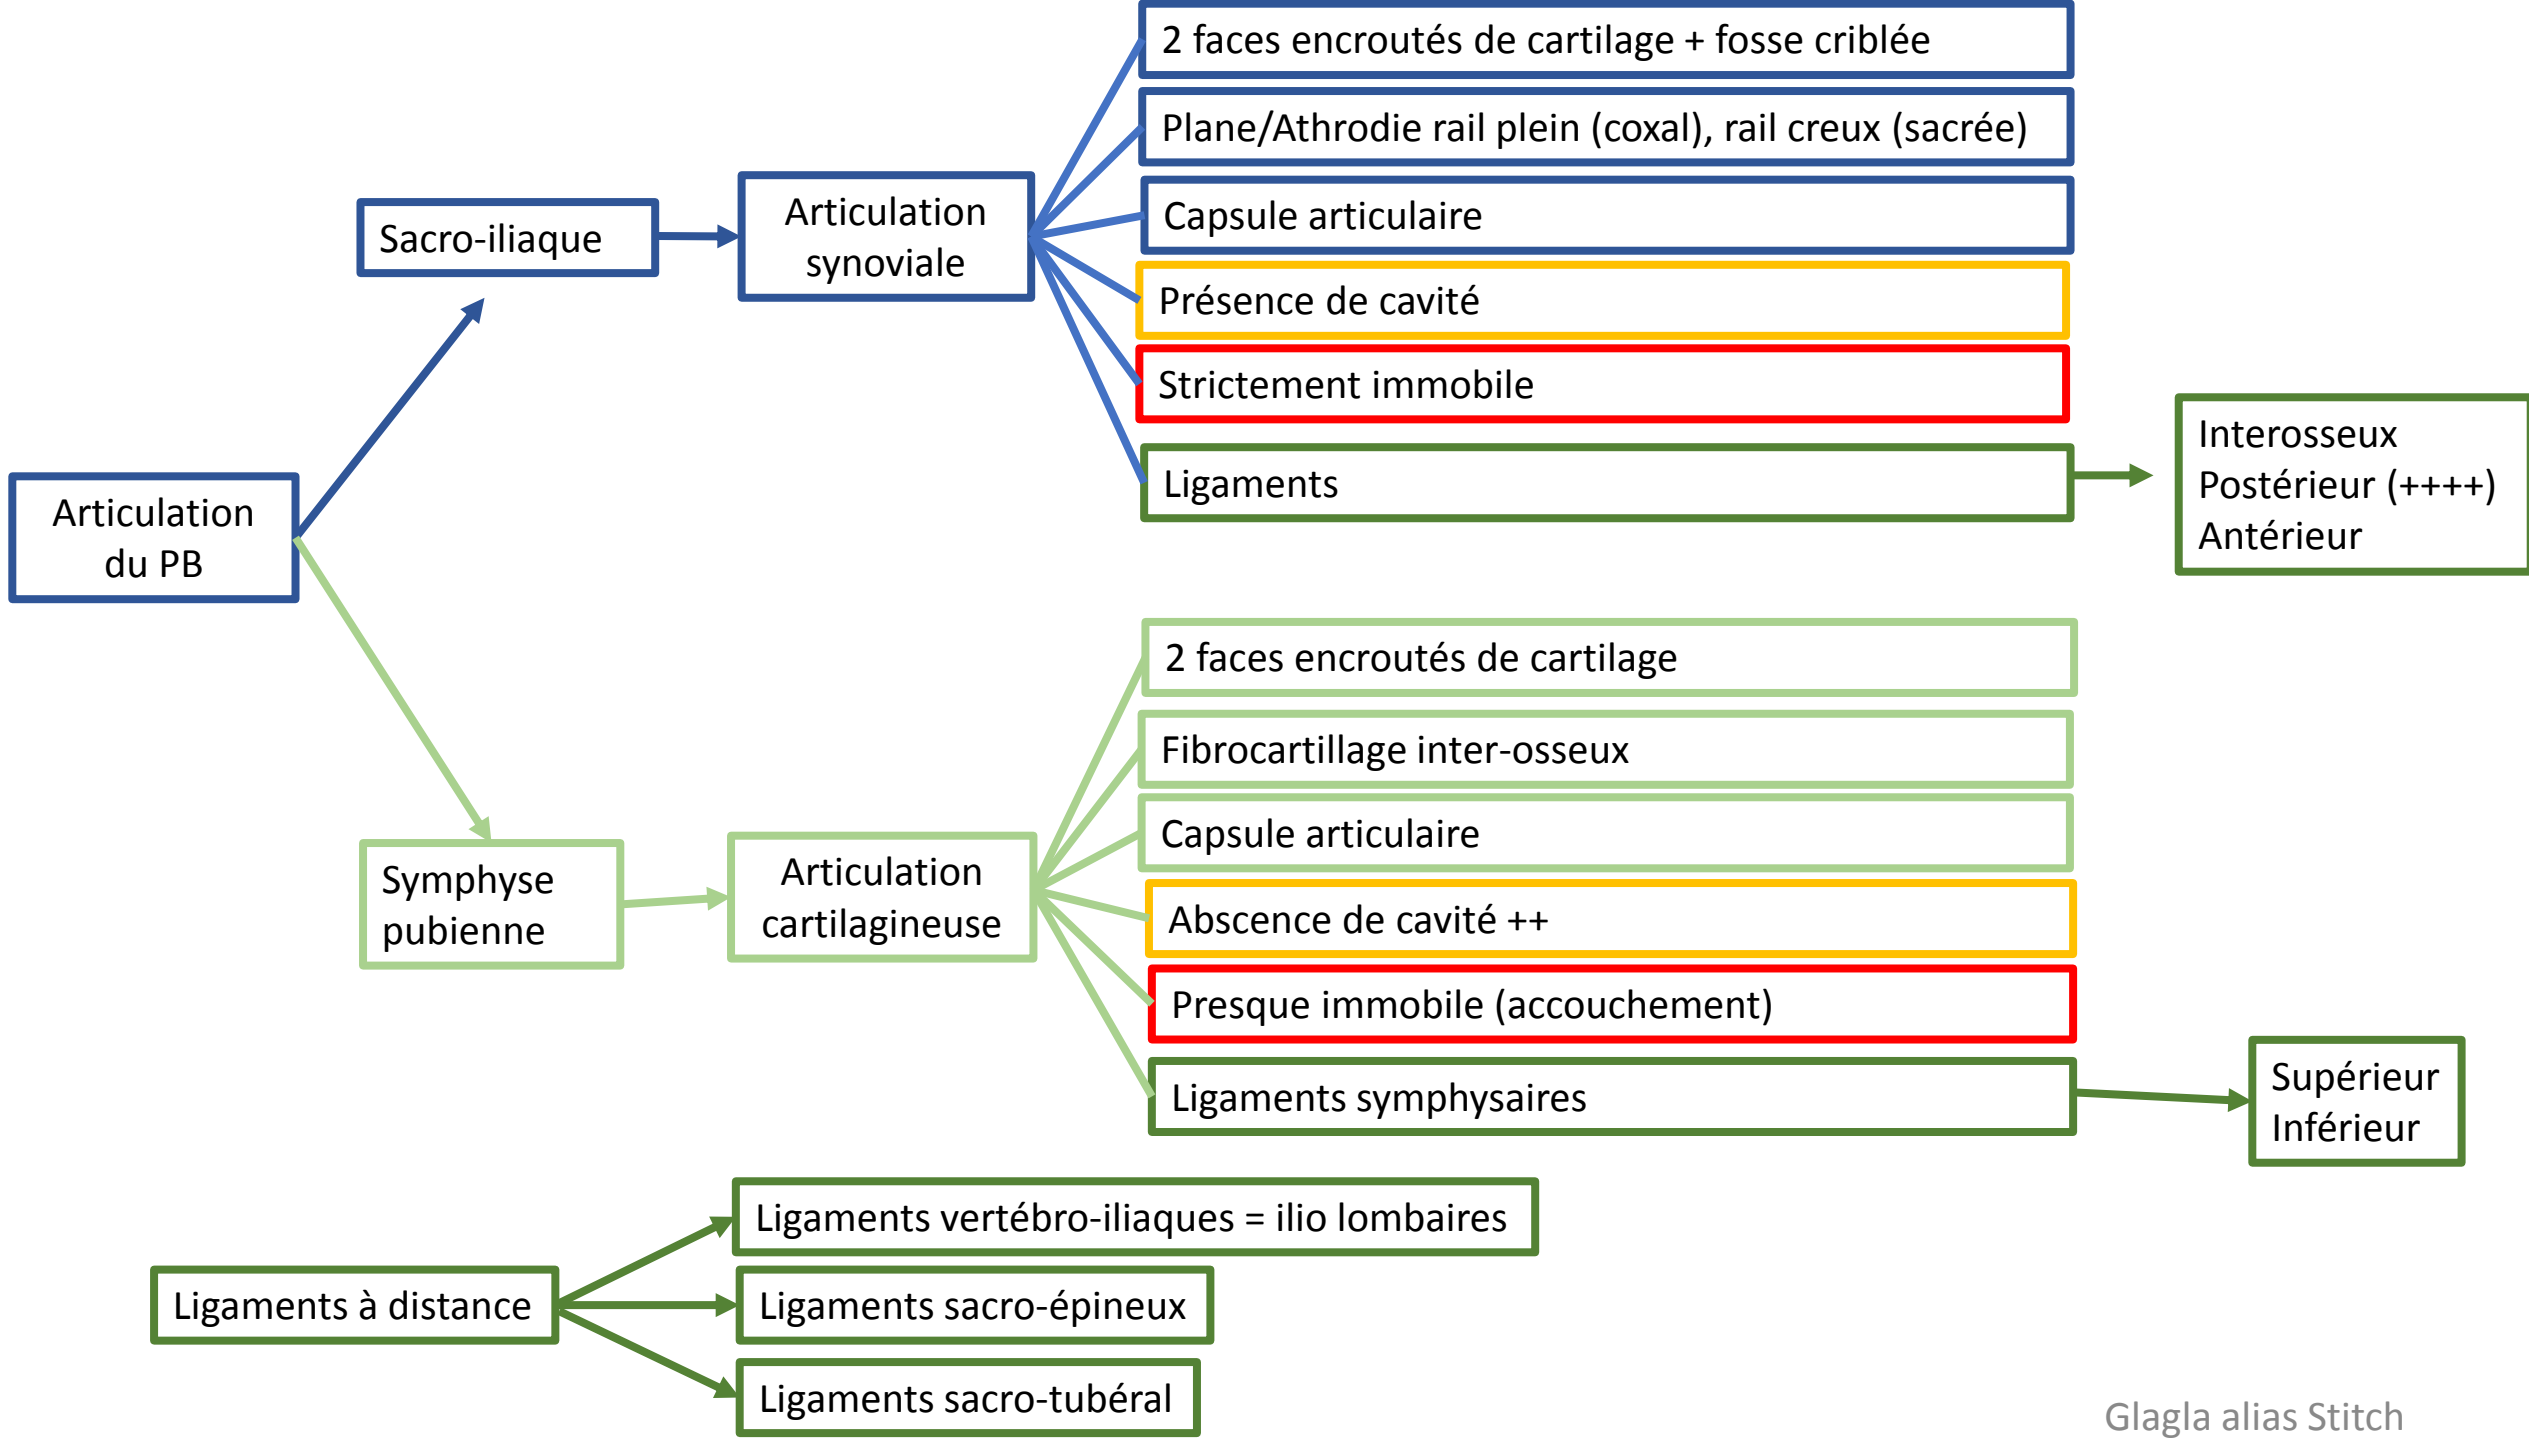 2 faces encroutés de cartilage + fosse criblée
Plane/Athrodie rail plein (coxal), rail creux (sacrée)
Articulation
synoviale
Sacro-iliaque
Capsule articulaire
Présence de cavité
Strictement immobile
Ligaments
Interosseux
Postérieur (++++)
Antérieur
Articulation
du PB
2 faces encroutés de cartilage
Fibrocartillage inter-osseux
Capsule articulaire
Symphyse
pubienne
Articulation
cartilagineuse
Abscence de cavité ++
Presque immobile (accouchement)
Ligaments symphysaires
Supérieur
Inférieur
Ligaments vertébro-iliaques = ilio lombaires
Ligaments à distance
Ligaments sacro-épineux
Ligaments sacro-tubéral
Glagla alias Stitch